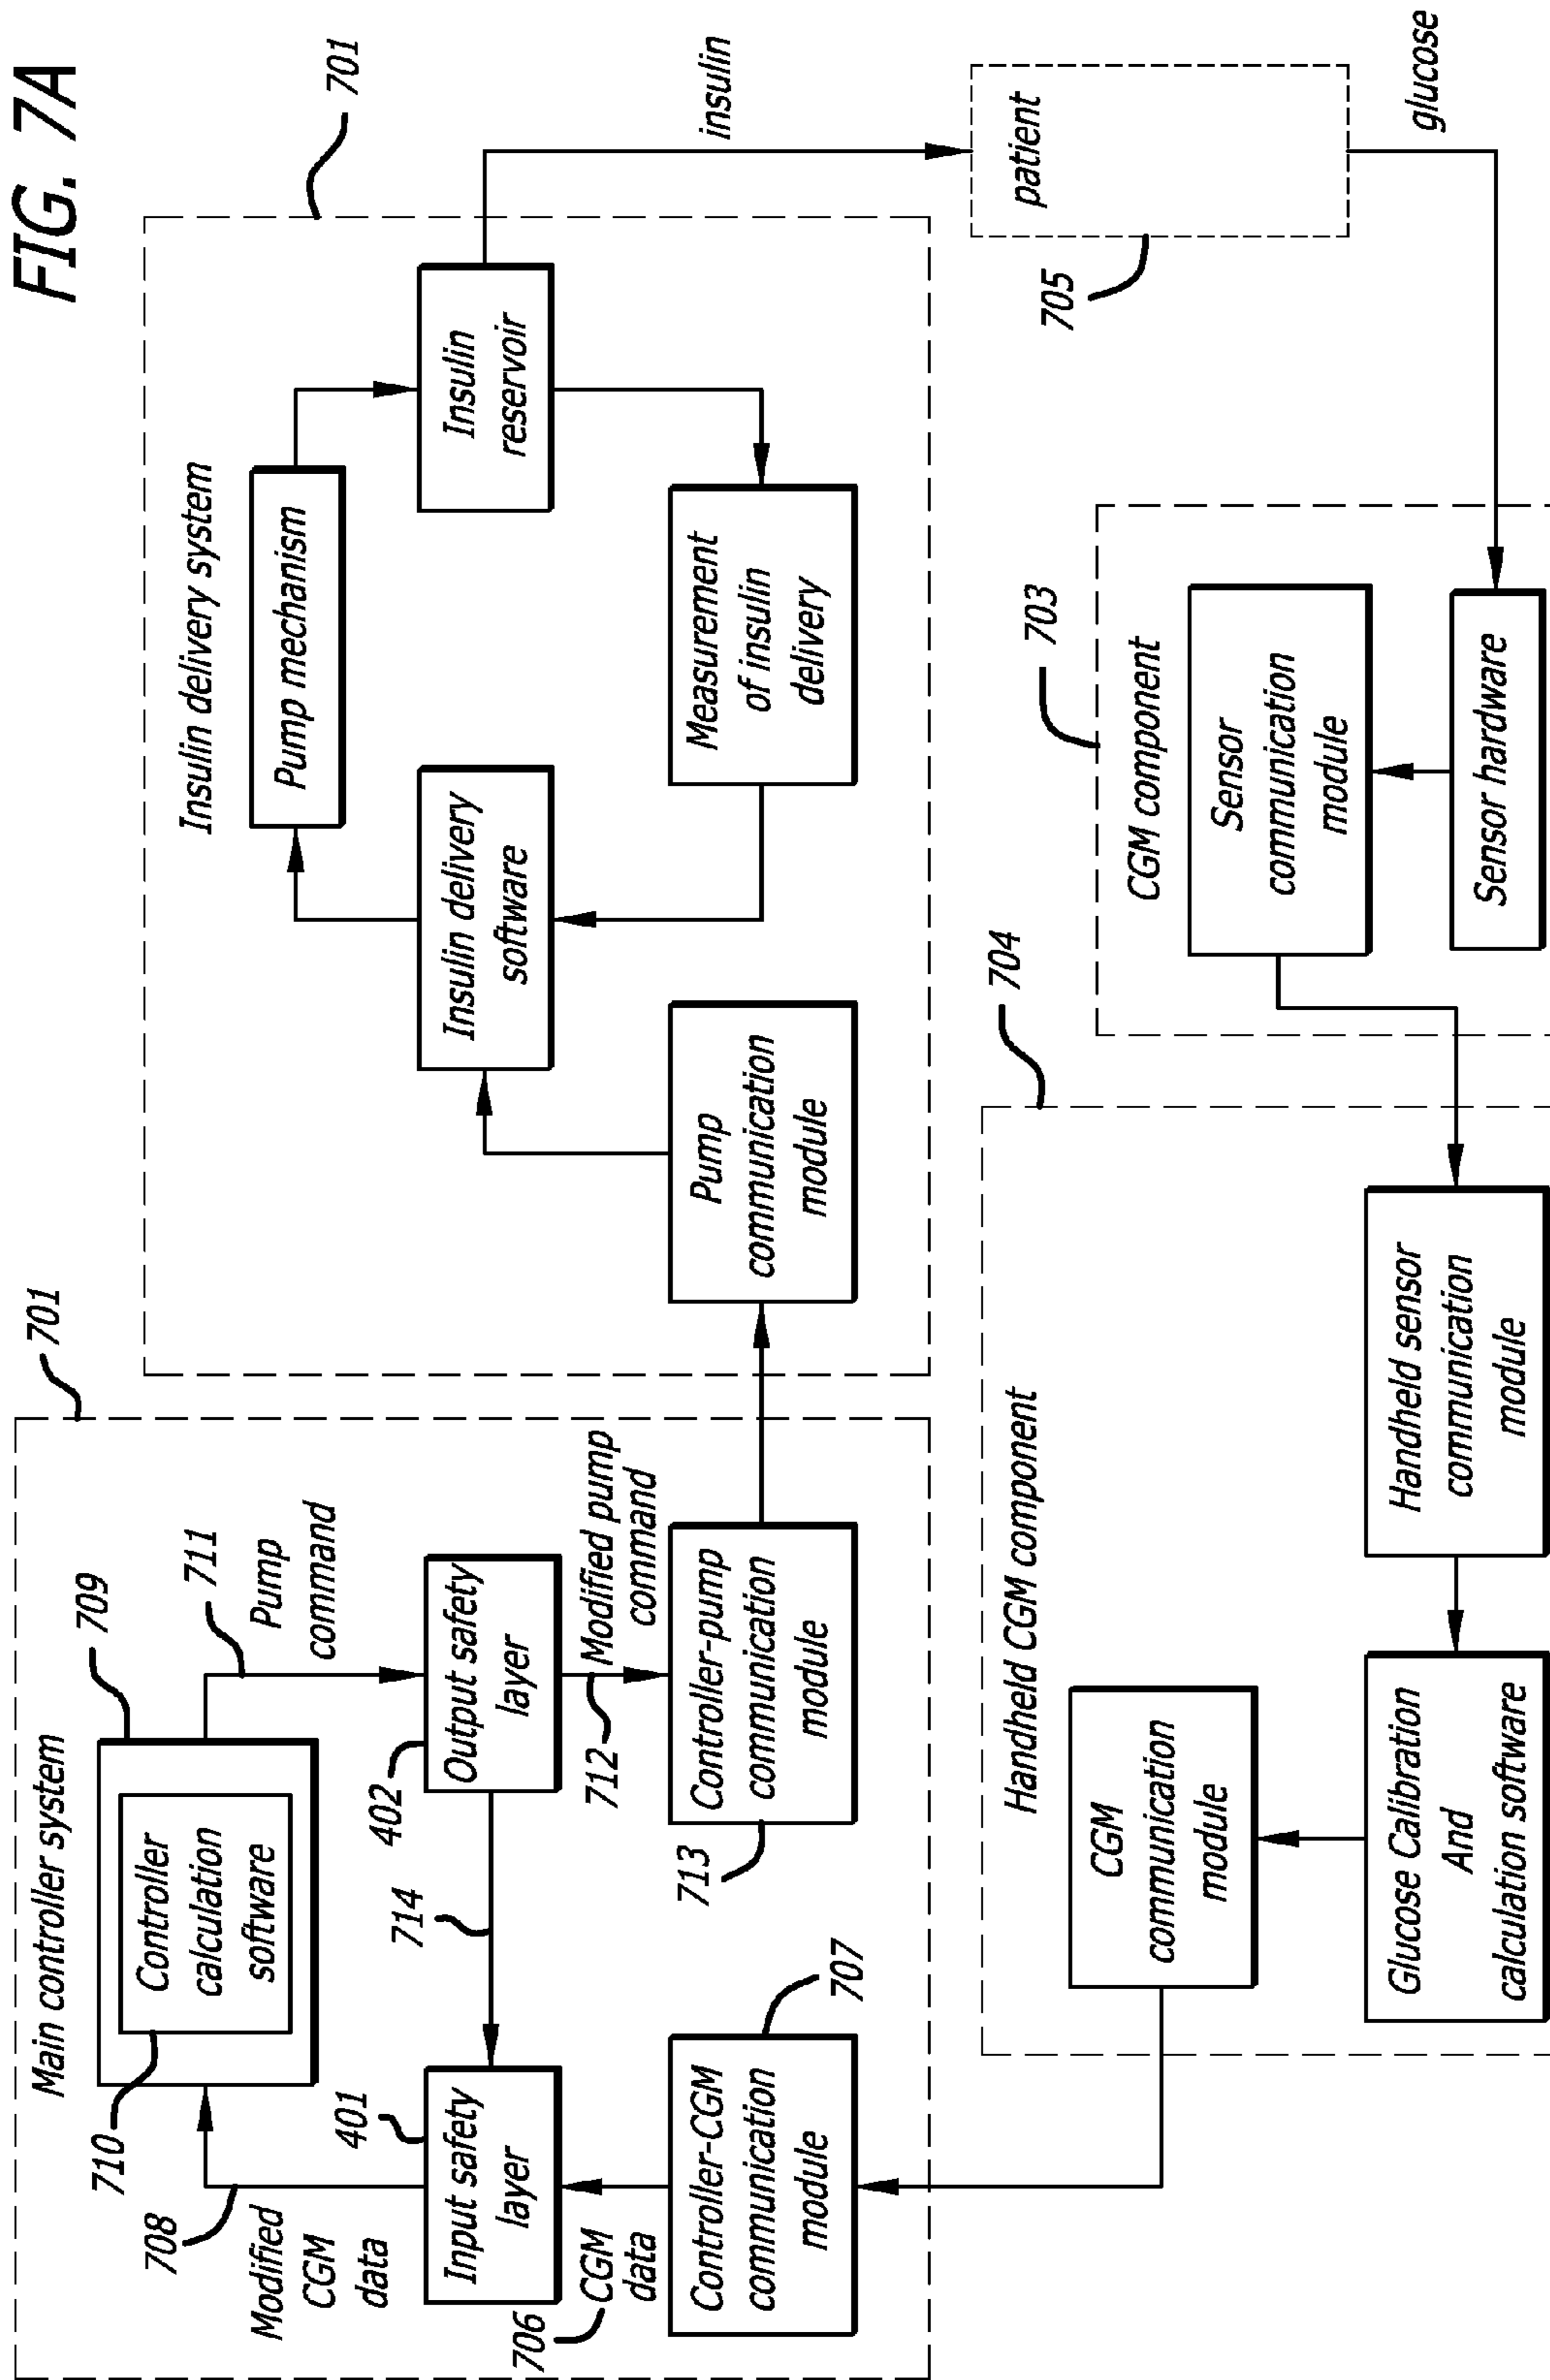 FIG. 7A
701
Main controller system
709
710
Controller
calculation
software
711
Pump
command
708
Modified
CGM
data
401
Input safety
layer
714
402
Output safety
layer
706
CGM
data
712
Modified pump
command
707
Controller-CGM
communication
module
713
Controller-pump
communication
module
701
Insulin delivery system
Pump mechanism
Insulin delivery
software
Insulin
reservoir
Pump
communication
module
Measurement
of insulin
delivery
insulin
705
patient
glucose
704
Handheld CGM component
CGM
communication
module
Glucose Calibration
And
calculation software
Handheld sensor
communication
module
703
CGM component
Sensor
communication
module
Sensor hardware